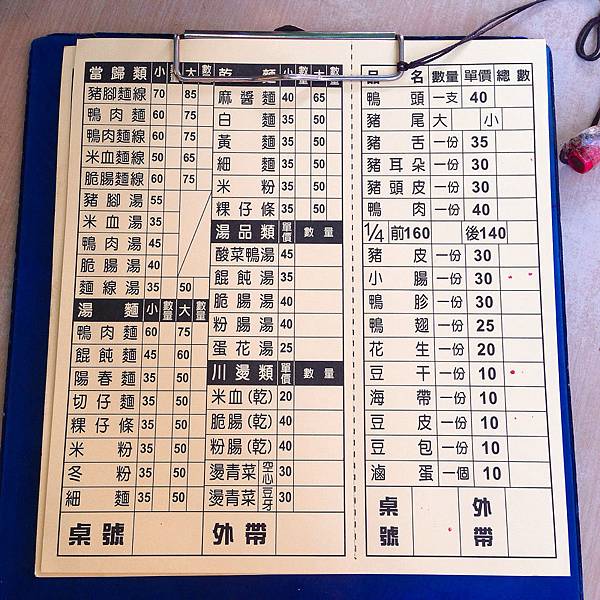 當歸類 小 大 數
豬腳麵線 70 85
鴨肉麵 60 75
鴨肉麵線 60 75
米血麵線 50 65
脆腸麵線 60 75
豬腳湯 55
米血湯 35
鴨肉湯 45
脆腸湯 40
麵線湯 35 50
湯麵 小 數量 大 數量
鴨肉麵 60 75
餛飩麵 45 60
陽春麵 35 50
切仔麵 35 50
粿仔條 35 50
米粉 35 50
冬粉 35 50
細麵 35 50
桌號 外帶
乾麵 小 數 大 數
麻醬麵 40 65
白麵 35 50
黃麵 35 50
細麵 35 50
米粉 35 50
粿仔條 35 50
湯品類 單價 數量
酸菜鴨湯 45
餛飩湯 35
脆腸湯 40
粉腸湯 40
蛋花湯 25
川燙類 單價 數量
米血(乾) 20
脆腸(乾) 40
粉腸(乾) 40
燙青菜 空心 30
燙青菜 豆芽 30
品名 數量 單價 總數
鴨頭 一支 40
豬尾 大 小
豬舌 一份 35
豬耳朵 一份 30
豬頭皮 一份 30
鴨肉 一份 40
1/4 前160 後140
豬皮 一份 30
小腸 一份 30
鴨胗 一份 30
鴨翅 一份 25
花生 一份 20
豆干 一份 10
海帶 一份 10
豆皮 一份 10
豆包 一份 10
滷蛋 一個 10
桌號 外帶